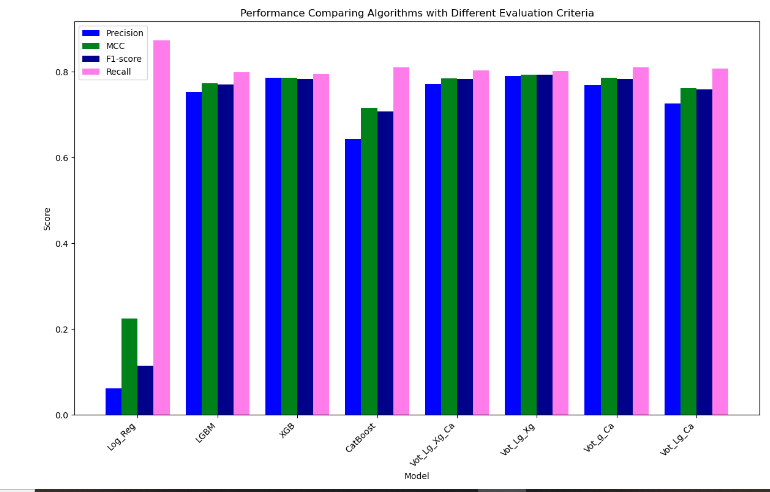 Performance Comparing Algorithms with Different Evaluation Criteria
Precision
MCC
F1-score
Recall
Score
0.8
0.6
0.4
0.2
0.0
Log_Reg
LGBM
XGB
CatBoost
Vot_Lg_Xg_Ca
Vot_Lg_Xg
Vot_g_Ca
Vot_Lg_Ca
Model